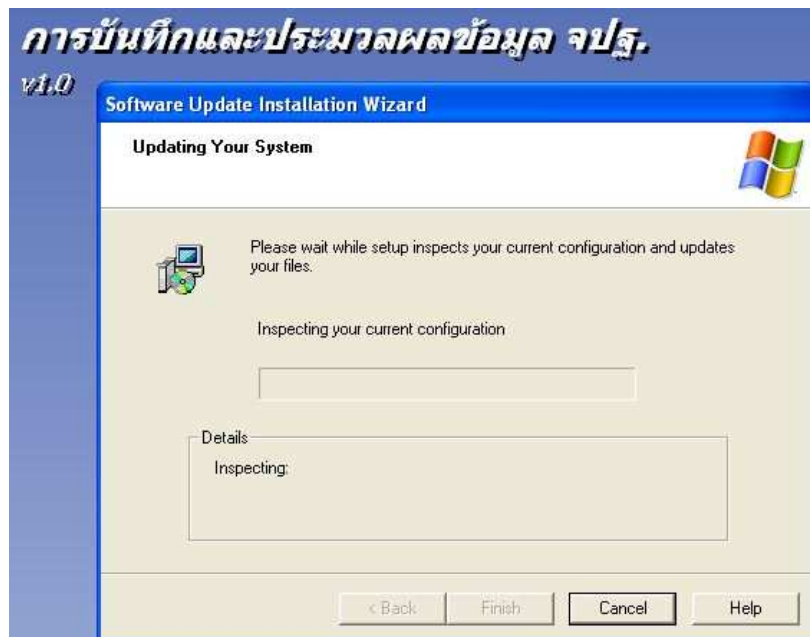 การบันทึกและประมวลผลข้อมูล จปฐ.
v1.0
Software Update Installation Wizard
Updating Your System
Please wait while setup inspects your current configuration and updates
your files.
Inspecting your current configuration
Details
Inspecting:
< Back Finish Cancel Help